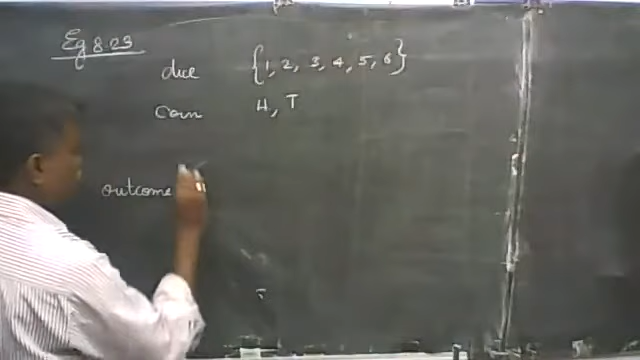 Eg 8.23
dice {1, 2, 3, 4, 5, 6}
coin H, T
outcome